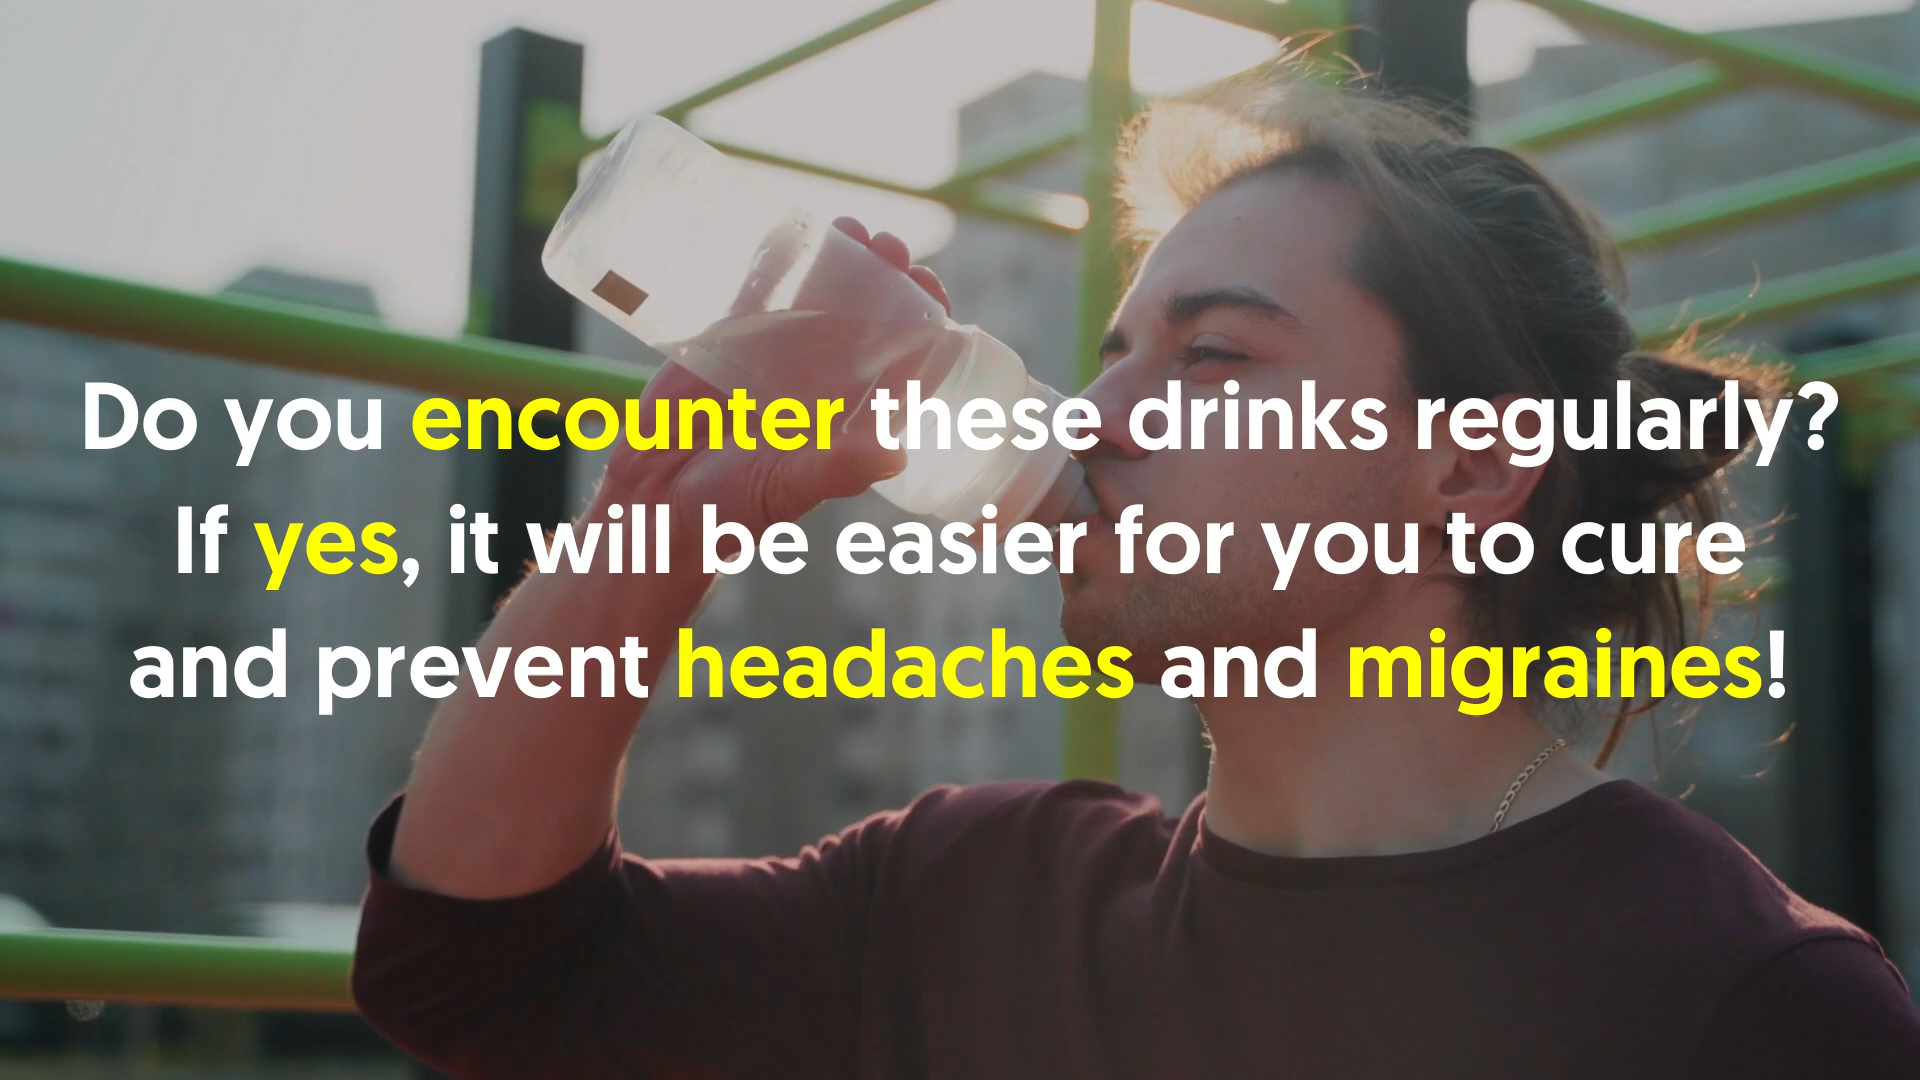 Do you encounter these drinks regularly?
If yes, it will be easier for you to cure
and prevent headaches and migraines!